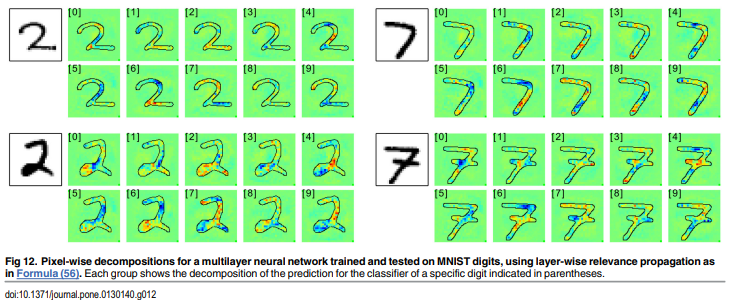 [0] [1] [2] [3] [4]
[5] [6] [7] [8] [9]
[0] [1] [2] [3] [4]
[5] [6] [7] [8] [9]
[0] [1] [2] [3] [4]
[5] [6] [7] [8] [9]
[0] [1] [2] [3] [4]
[5] [6] [7] [8] [9]
2
7
2
7
Fig 12. Pixel-wise decompositions for a multilayer neural network trained and tested on MNIST digits, using layer-wise relevance propagation as
in Formula (56). Each group shows the decomposition of the prediction for the classifier of a specific digit indicated in parentheses.
doi:10.1371/journal.pone.0130140.g012